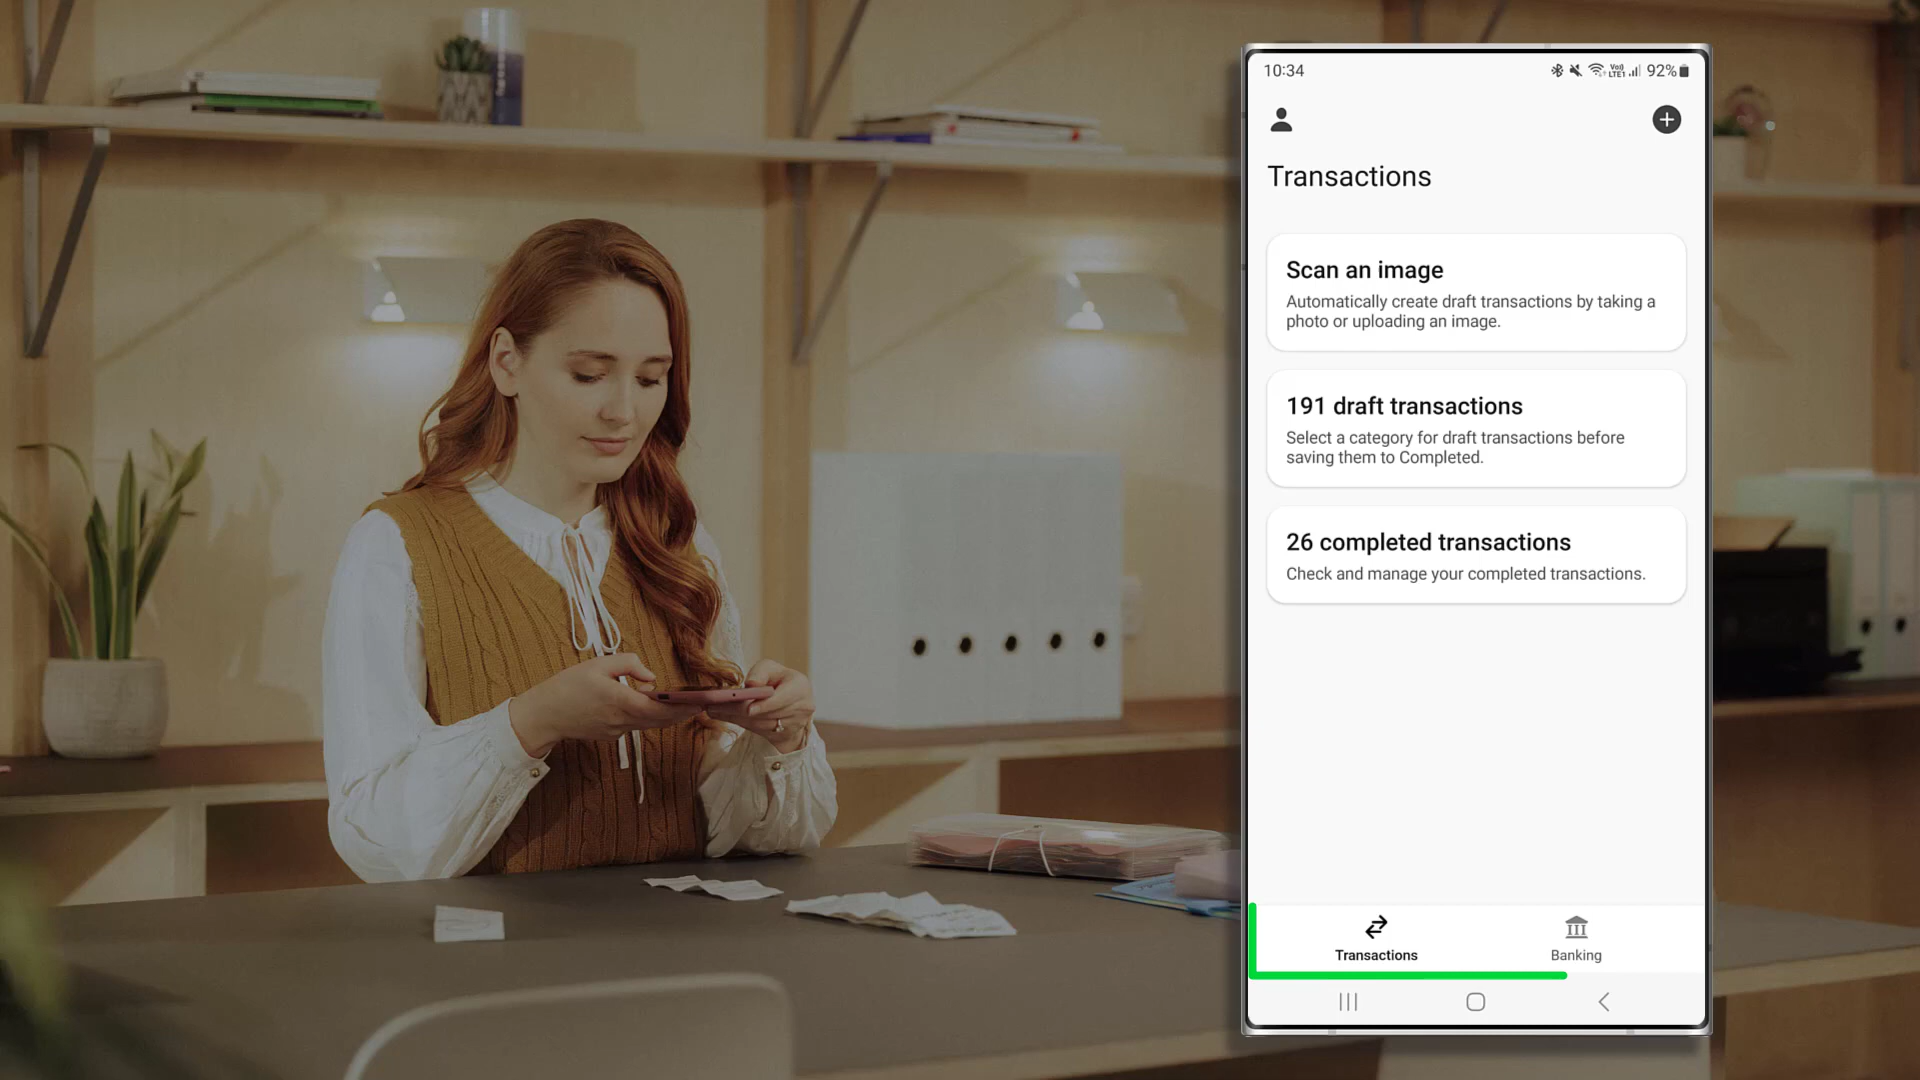 10:34
Vo))
LTE1
92%
Transactions
Scan an image
Automatically create draft transactions by taking a
photo or uploading an image.
191 draft transactions
Select a category for draft transactions before
saving them to Completed.
26 completed transactions
Check and manage your completed transactions.
Transactions
Banking